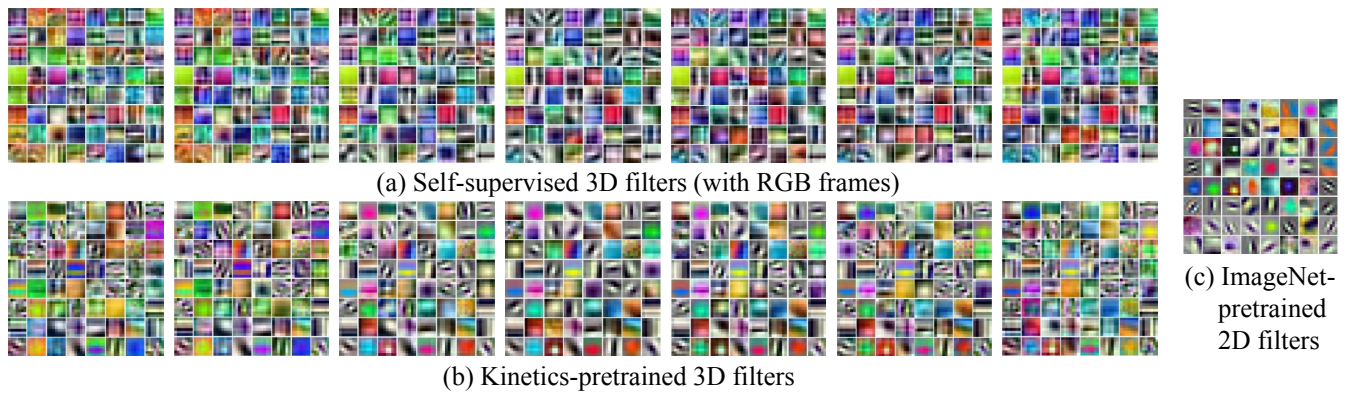 (a) Self-supervised 3D filters (with RGB frames)
(b) Kinetics-pretrained 3D filters
(c) ImageNet-
pretrained
2D filters